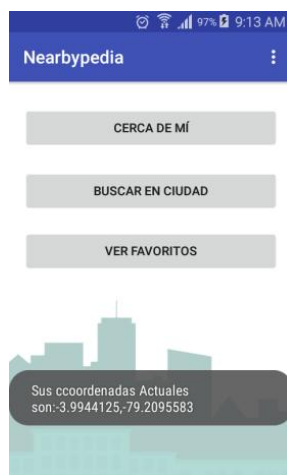 97% 9:13 AM
Nearbypedia
CERCA DE MÍ
BUSCAR EN CIUDAD
VER FAVORITOS
Sus ccoordenadas Actuales
son:-3.9944125,-79.2095583